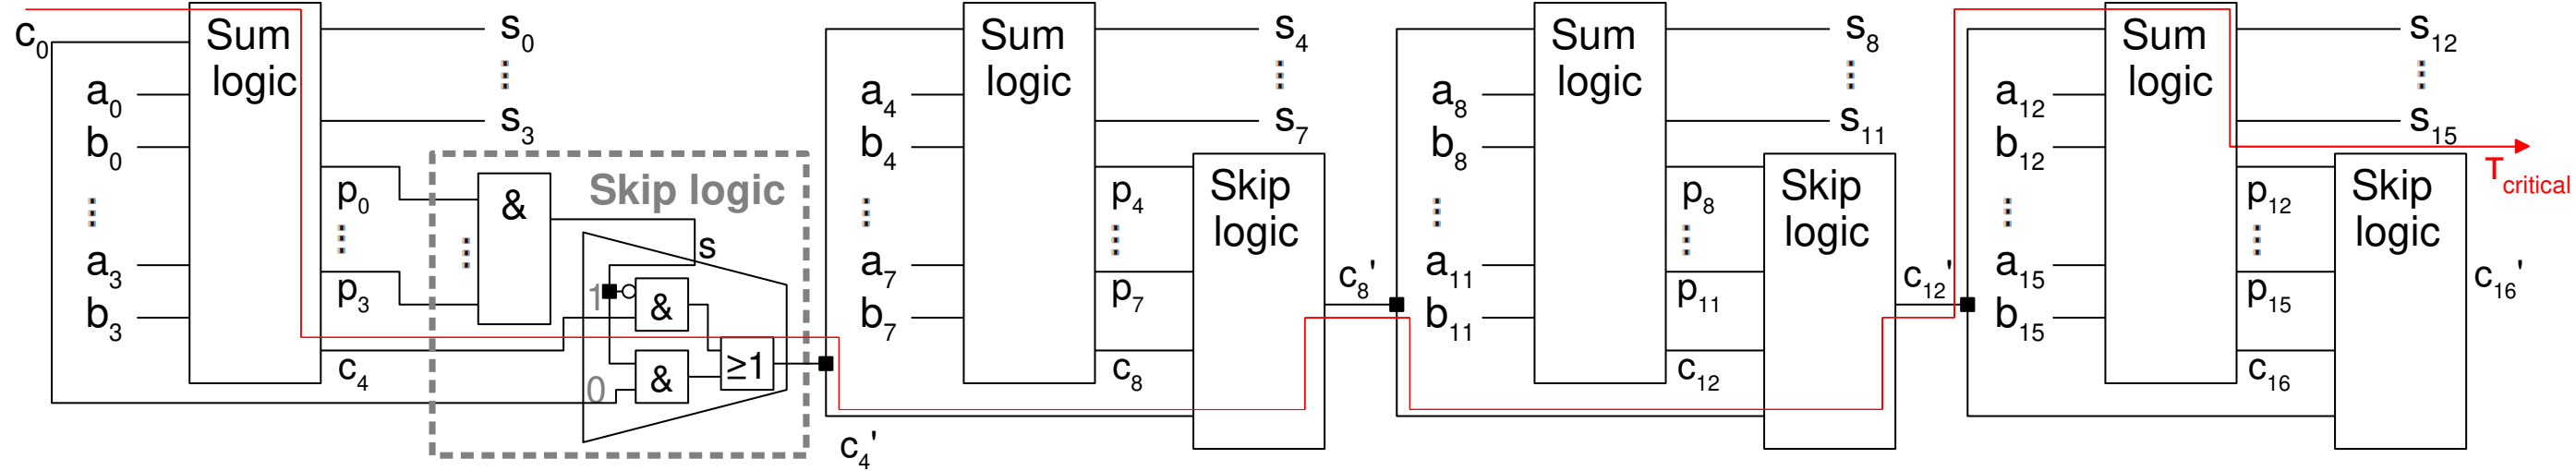 c0
a0
b0
⋮
a3
b3
Sum
logic
s0
⋮
s3
p0
⋮
p3
c4
Skip logic
⋮
&
s
1
&
0
&
≥1
c4'
a4
b4
⋮
a7
b7
Sum
logic
s4
⋮
s7
p4
⋮
p7
c8
Skip
logic
c8'
a8
b8
⋮
a11
b11
Sum
logic
s8
⋮
s11
p8
⋮
p11
c12
Skip
logic
c12'
a12
b12
⋮
a15
b15
Sum
logic
s12
⋮
s15
Tcritical
p12
⋮
p15
c16
Skip
logic
c16'